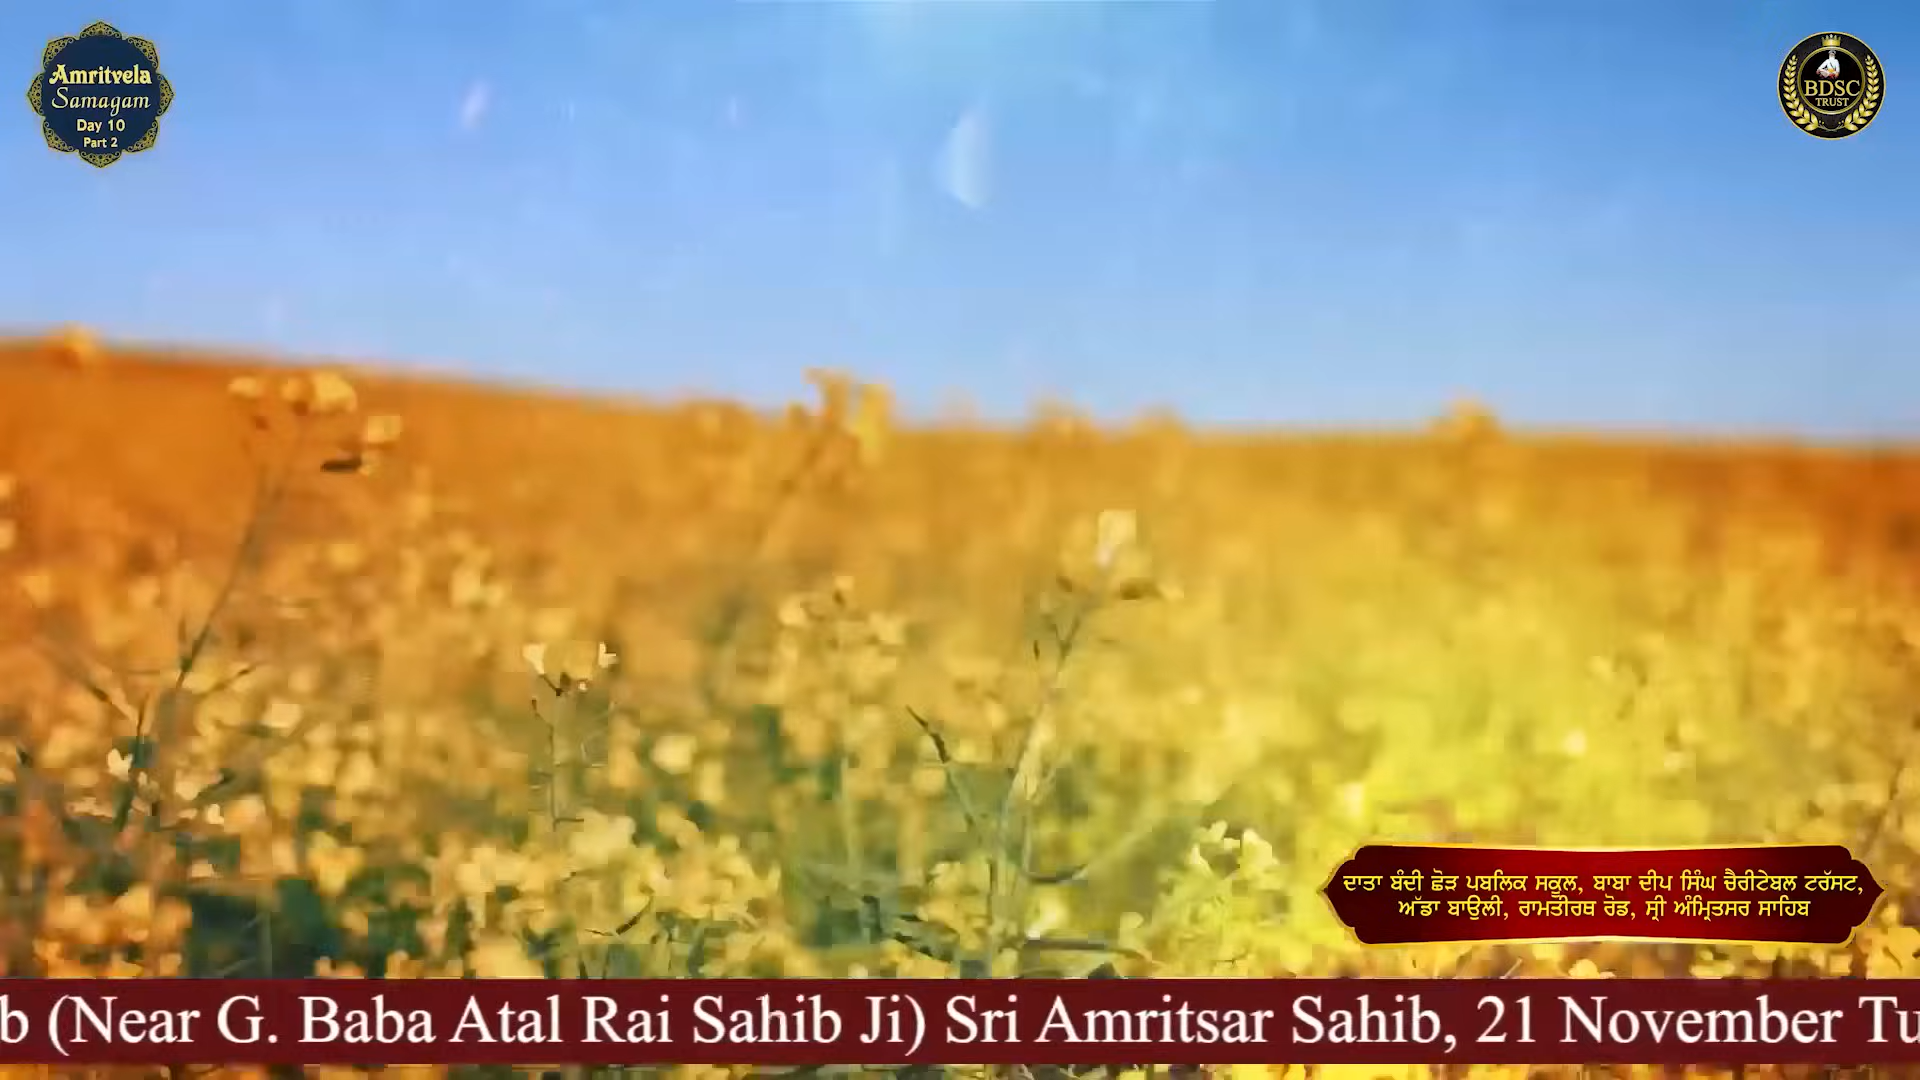 Amritvela
Samagam
Day 10
Part 2
BDSC
TRUST
ਦਾਤਾ ਬੰਦੀ ਛੋੜ ਪਬਲਿਕ ਸਕੂਲ, ਬਾਬਾ ਦੀਪ ਸਿੰਘ ਚੈਰੀਟੇਬਲ ਟਰੱਸਟ,
ਅੱਡਾ ਬਾਉਲੀ, ਰਾਮਤੀਰਥ ਰੋਡ, ਸ੍ਰੀ ਅੰਮ੍ਰਿਤਸਰ ਸਾਹਿਬ
b (Near G. Baba Atal Rai Sahib Ji) Sri Amritsar Sahib, 21 November Tu